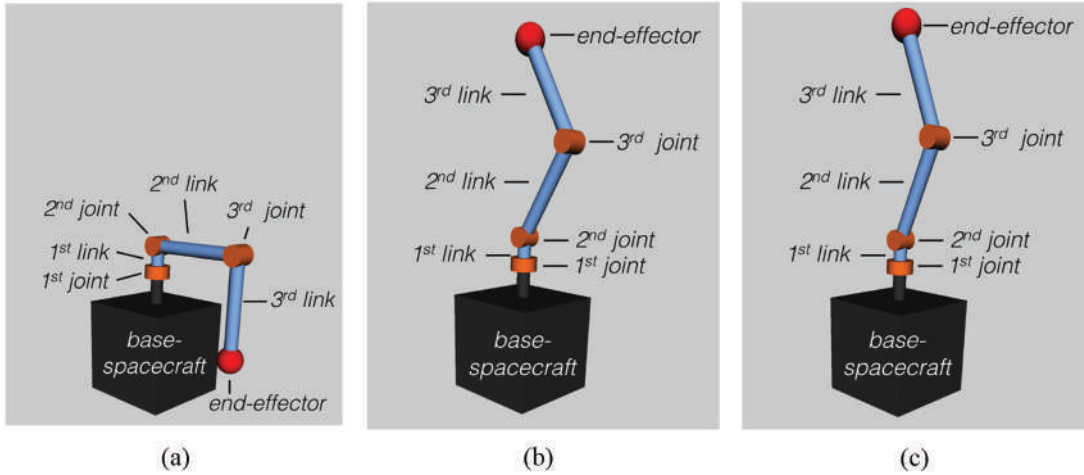 2nd link
2nd joint
3rd joint
1st link
1st joint
3rd link
base-
spacecraft
end-effector
(a)
end-effector
3rd link
3rd joint
2nd link
2nd joint
1st link
1st joint
base-
spacecraft
(b)
end-effector
3rd link
3rd joint
2nd link
2nd joint
1st link
1st joint
base-
spacecraft
(c)